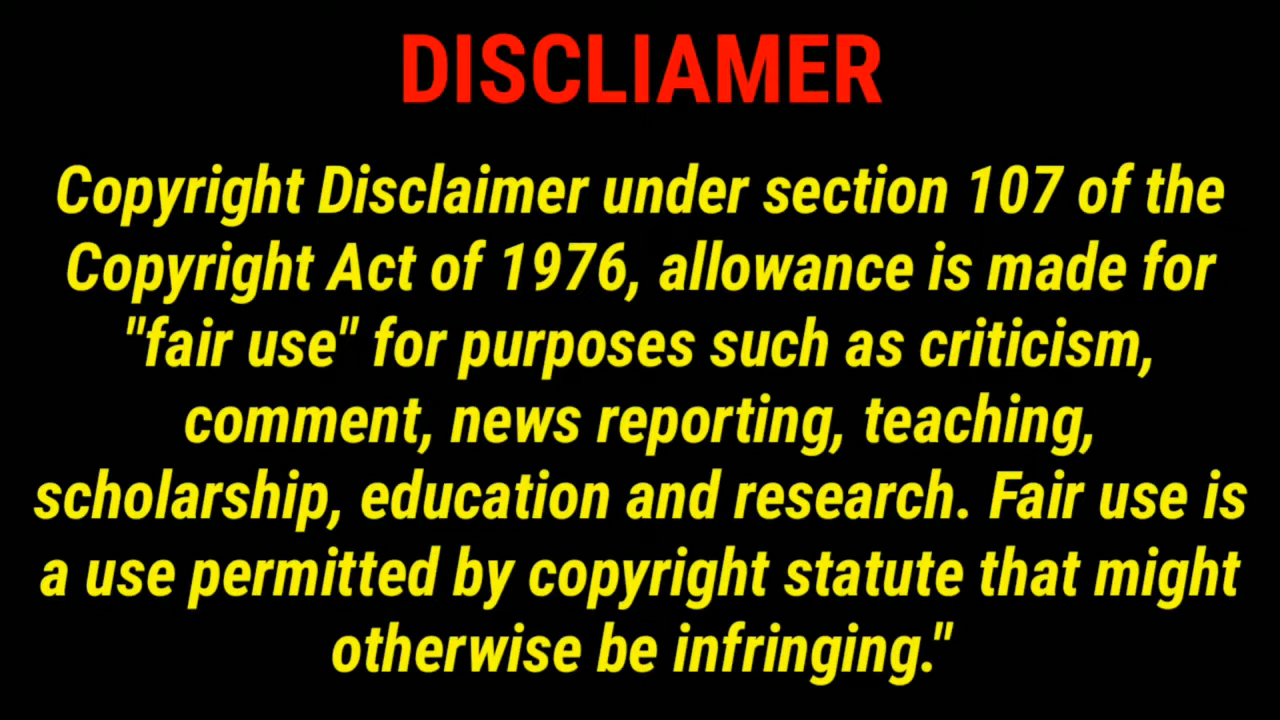 DISCLIAMER
Copyright Disclaimer under section 107 of the
Copyright Act of 1976, allowance is made for
"fair use" for purposes such as criticism,
comment, news reporting, teaching,
scholarship, education and research. Fair use is
a use permitted by copyright statute that might
otherwise be infringing."